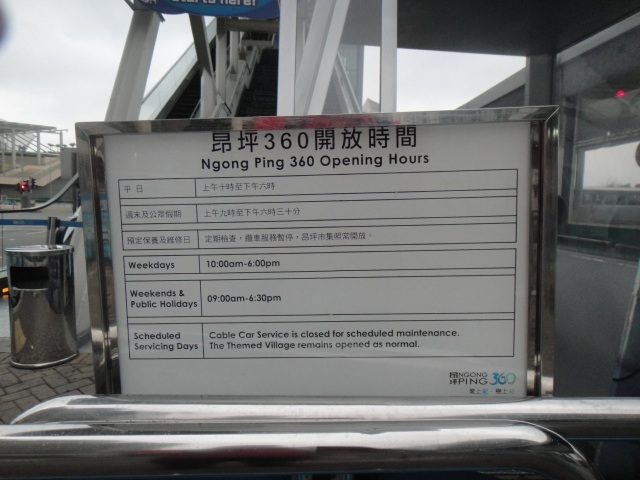 starts here!
昂坪360開放時間
Ngong Ping 360 Opening Hours
平日 上午十時至下午六時
週末及公眾假期 上午九時至下午六時三十分
預定保養及維修日 定期檢查，纜車服務暫停，昂坪市集照常開放。
Weekdays 10:00am-6:00pm
Weekends & 09:00am-6:30pm
Public Holidays
Scheduled Cable Car Service is closed for scheduled maintenance.
Servicing Days The Themed Village remains opened as normal.
昂坪 NGONG PING 360